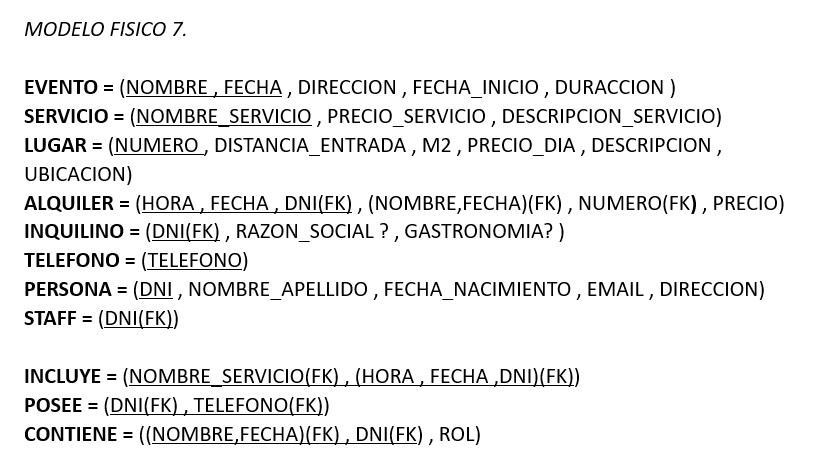 MODELO FISICO 7.
EVENTO = (NOMBRE , FECHA , DIRECCION , FECHA_INICIO , DURACCION )
SERVICIO = (NOMBRE_SERVICIO , PRECIO_SERVICIO , DESCRIPCION_SERVICIO)
LUGAR = (NUMERO , DISTANCIA_ENTRADA , M2 , PRECIO_DIA , DESCRIPCION ,
UBICACION)
ALQUILER = (HORA , FECHA , DNI(FK) , (NOMBRE,FECHA)(FK) , NUMERO(FK) , PRECIO)
INQUILINO = (DNI(FK) , RAZON_SOCIAL ? , GASTRONOMIA? )
TELEFONO = (TELEFONO)
PERSONA = (DNI , NOMBRE_APELLIDO , FECHA_NACIMIENTO , EMAIL , DIRECCION)
STAFF = (DNI(FK))
INCLUYE = (NOMBRE_SERVICIO(FK) , (HORA , FECHA ,DNI)(FK))
POSEE = (DNI(FK) , TELEFONO(FK))
CONTIENE = ((NOMBRE,FECHA)(FK) , DNI(FK) , ROL)